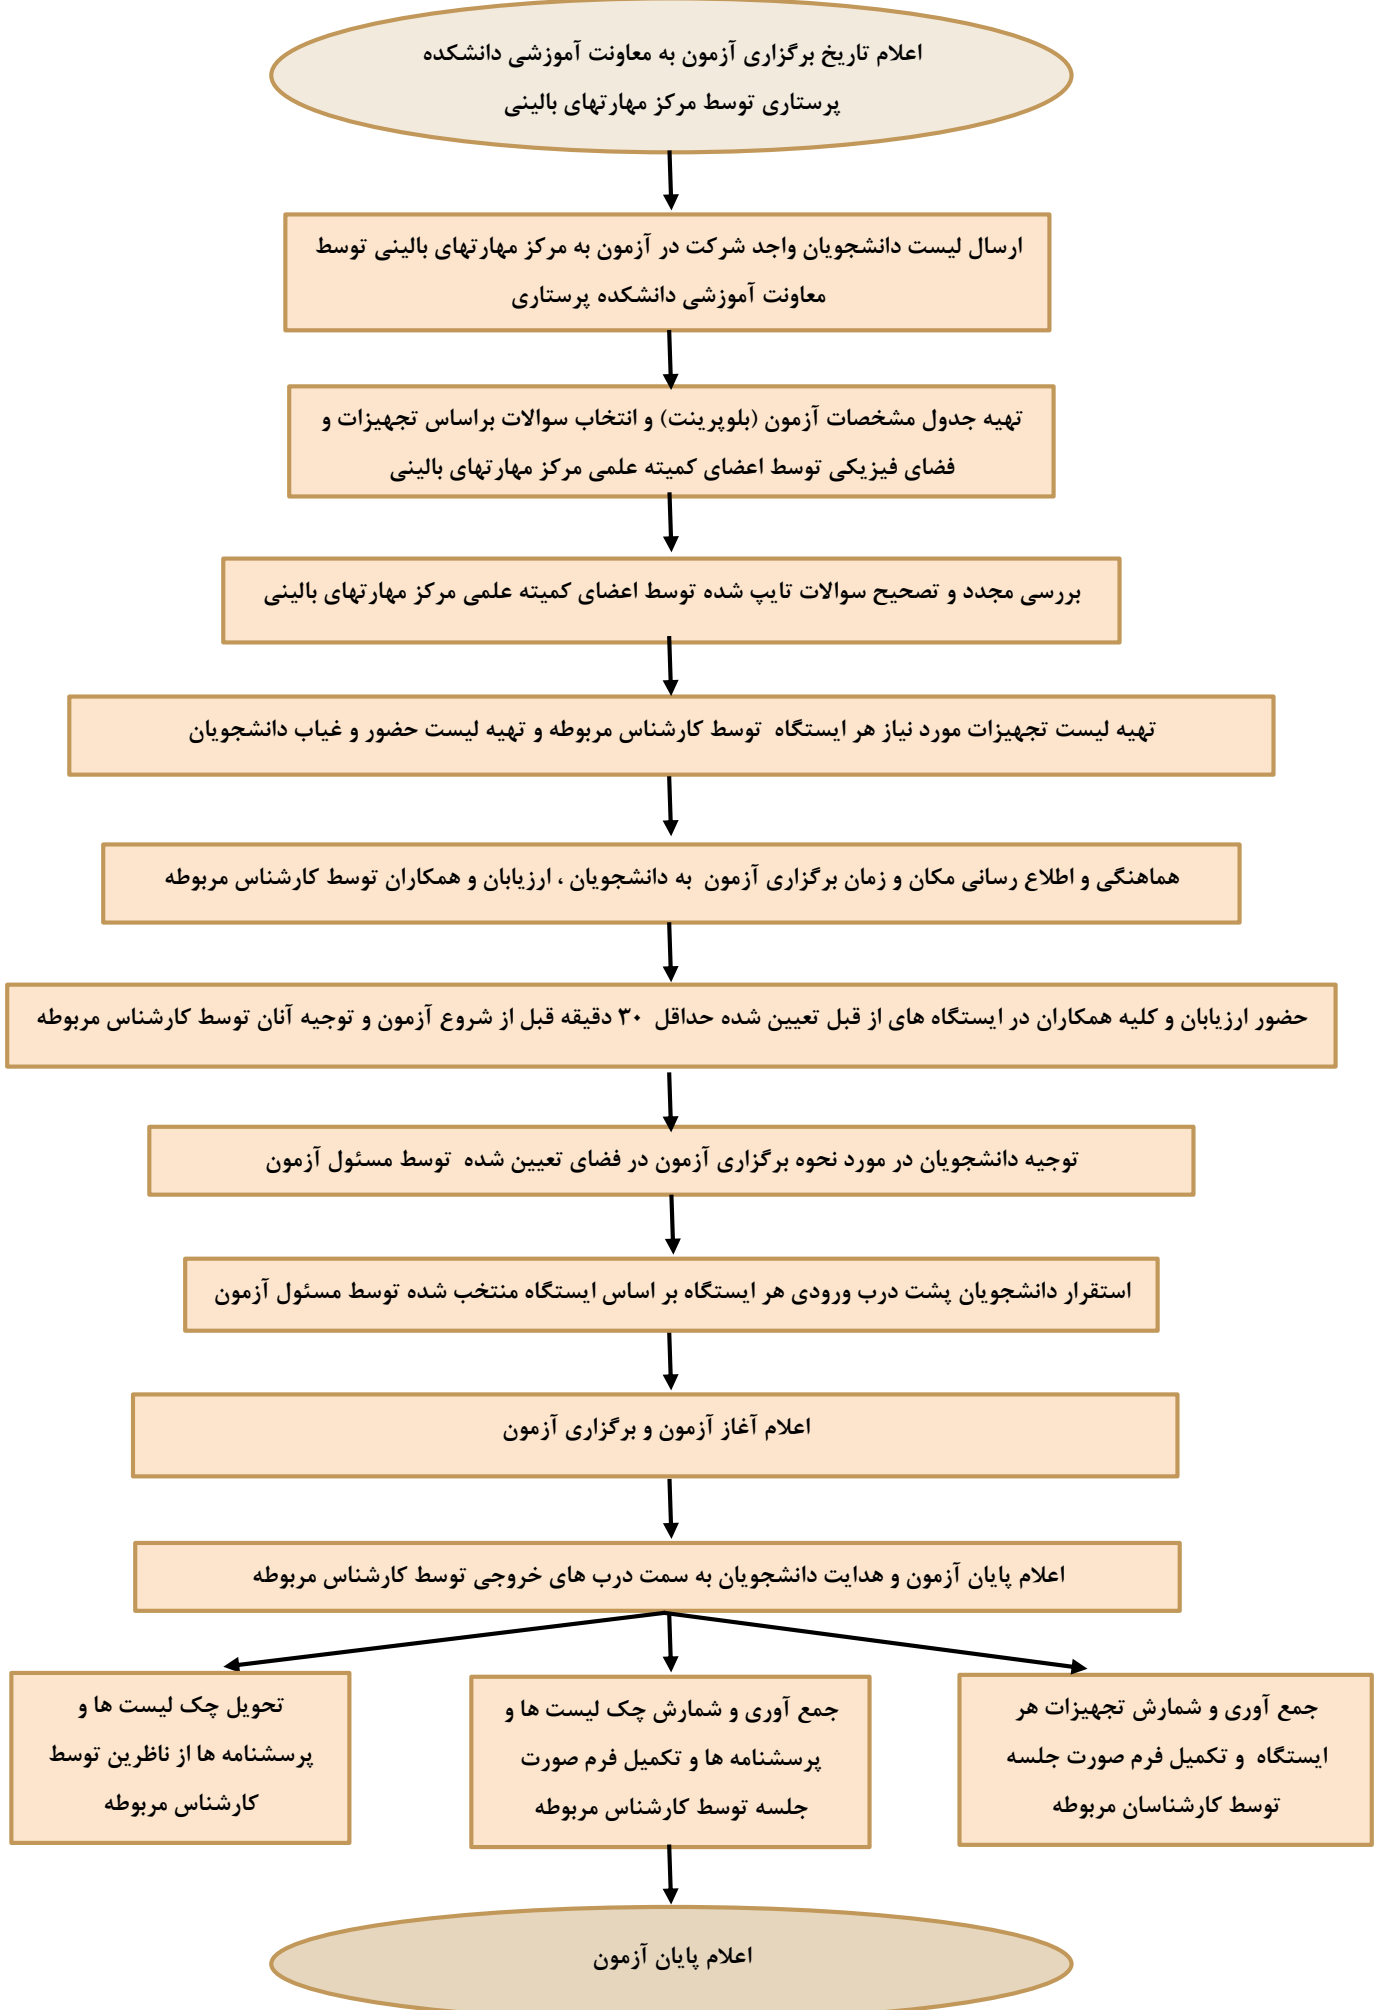 اعلام تاریخ برگزاری آزمون به معاونت آموزشی دانشکده
پرستاری توسط مرکز مهارتهای بالینی
ارسال لیست دانشجویان واجد شرکت در آزمون به مرکز مهارتهای بالینی توسط
معاونت آموزشی دانشکده پرستاری
تهیه جدول مشخصات آزمون (بلوپرینت) و انتخاب سوالات براساس تجهیزات و
فضای فیزیکی توسط اعضای کمیته علمی مرکز مهارتهای بالینی
بررسی مجدد و تصحیح سوالات تایپ شده توسط اعضای کمیته علمی مرکز مهارتهای بالینی
تهیه لیست تجهیزات مورد نیاز هر ایستگاه توسط کارشناس مربوطه و تهیه لیست حضور و غیاب دانشجویان
هماهنگی و اطلاع رسانی مکان و زمان برگزاری آزمون به دانشجویان ، ارزیابان و همکاران توسط کارشناس مربوطه
حضور ارزیابان و کلیه همکاران در ایستگاه های از قبل تعیین شده حداقل ۳۰ دقیقه قبل از شروع آزمون و توجیه آنان توسط کارشناس مربوطه
توجیه دانشجویان در مورد نحوه برگزاری آزمون در فضای تعیین شده توسط مسئول آزمون
استقرار دانشجویان پشت درب ورودی هر ایستگاه بر اساس ایستگاه منتخب شده توسط مسئول آزمون
اعلام آغاز آزمون و برگزاری آزمون
اعلام پایان آزمون و هدایت دانشجویان به سمت درب های خروجی توسط کارشناس مربوطه
جمع آوری و شمارش تجهیزات هر
ایستگاه و تکمیل فرم صورت جلسه
توسط کارشناسان مربوطه
جمع آوری و شمارش چک لیست ها و
پرسشنامه ها و تکمیل فرم صورت
جلسه توسط کارشناس مربوطه
تحویل چک لیست ها و
پرسشنامه ها از ناظرین توسط
کارشناس مربوطه
اعلام پایان آزمون